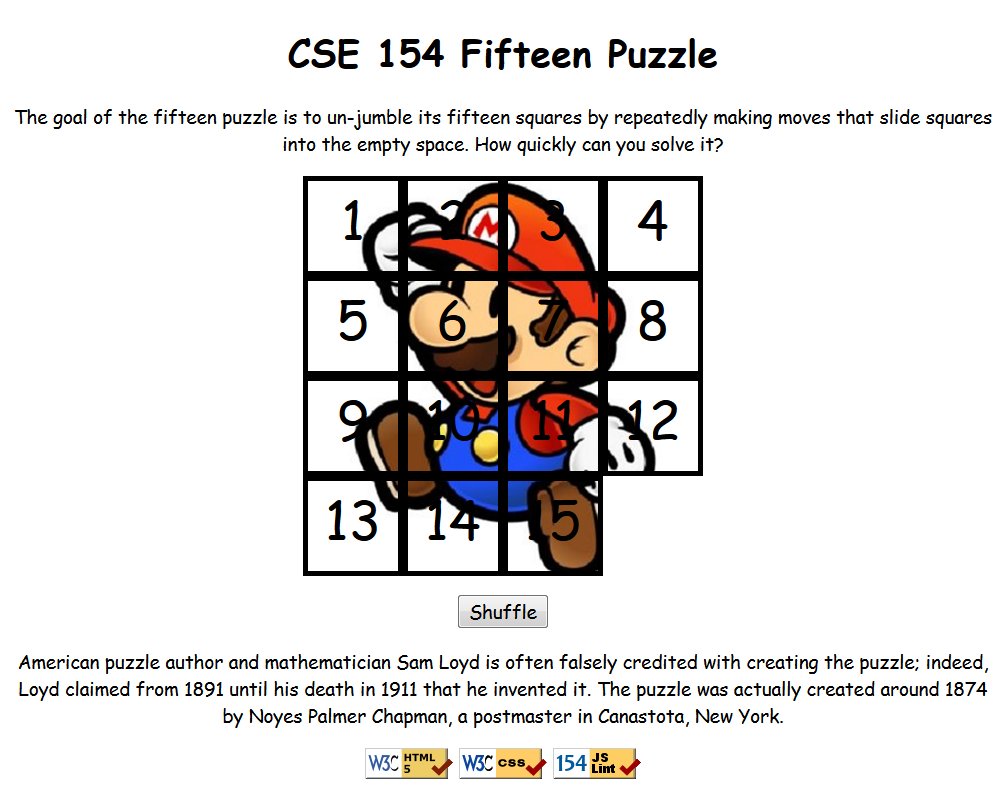 CSE 154 Fifteen Puzzle
The goal of the fifteen puzzle is to un-jumble its fifteen squares by repeatedly making moves that slide squares
into the empty space. How quickly can you solve it?
1 2 3 4
M
5 6 7 8
9 10 11 12
13 14 15
Shuffle
American puzzle author and mathematician Sam Loyd is often falsely credited with creating the puzzle; indeed,
Loyd claimed from 1891 until his death in 1911 that he invented it. The puzzle was actually created around 1874
by Noyes Palmer Chapman, a postmaster in Canastota, New York.
W3C HTML 5 W3C css 154 JS Lint